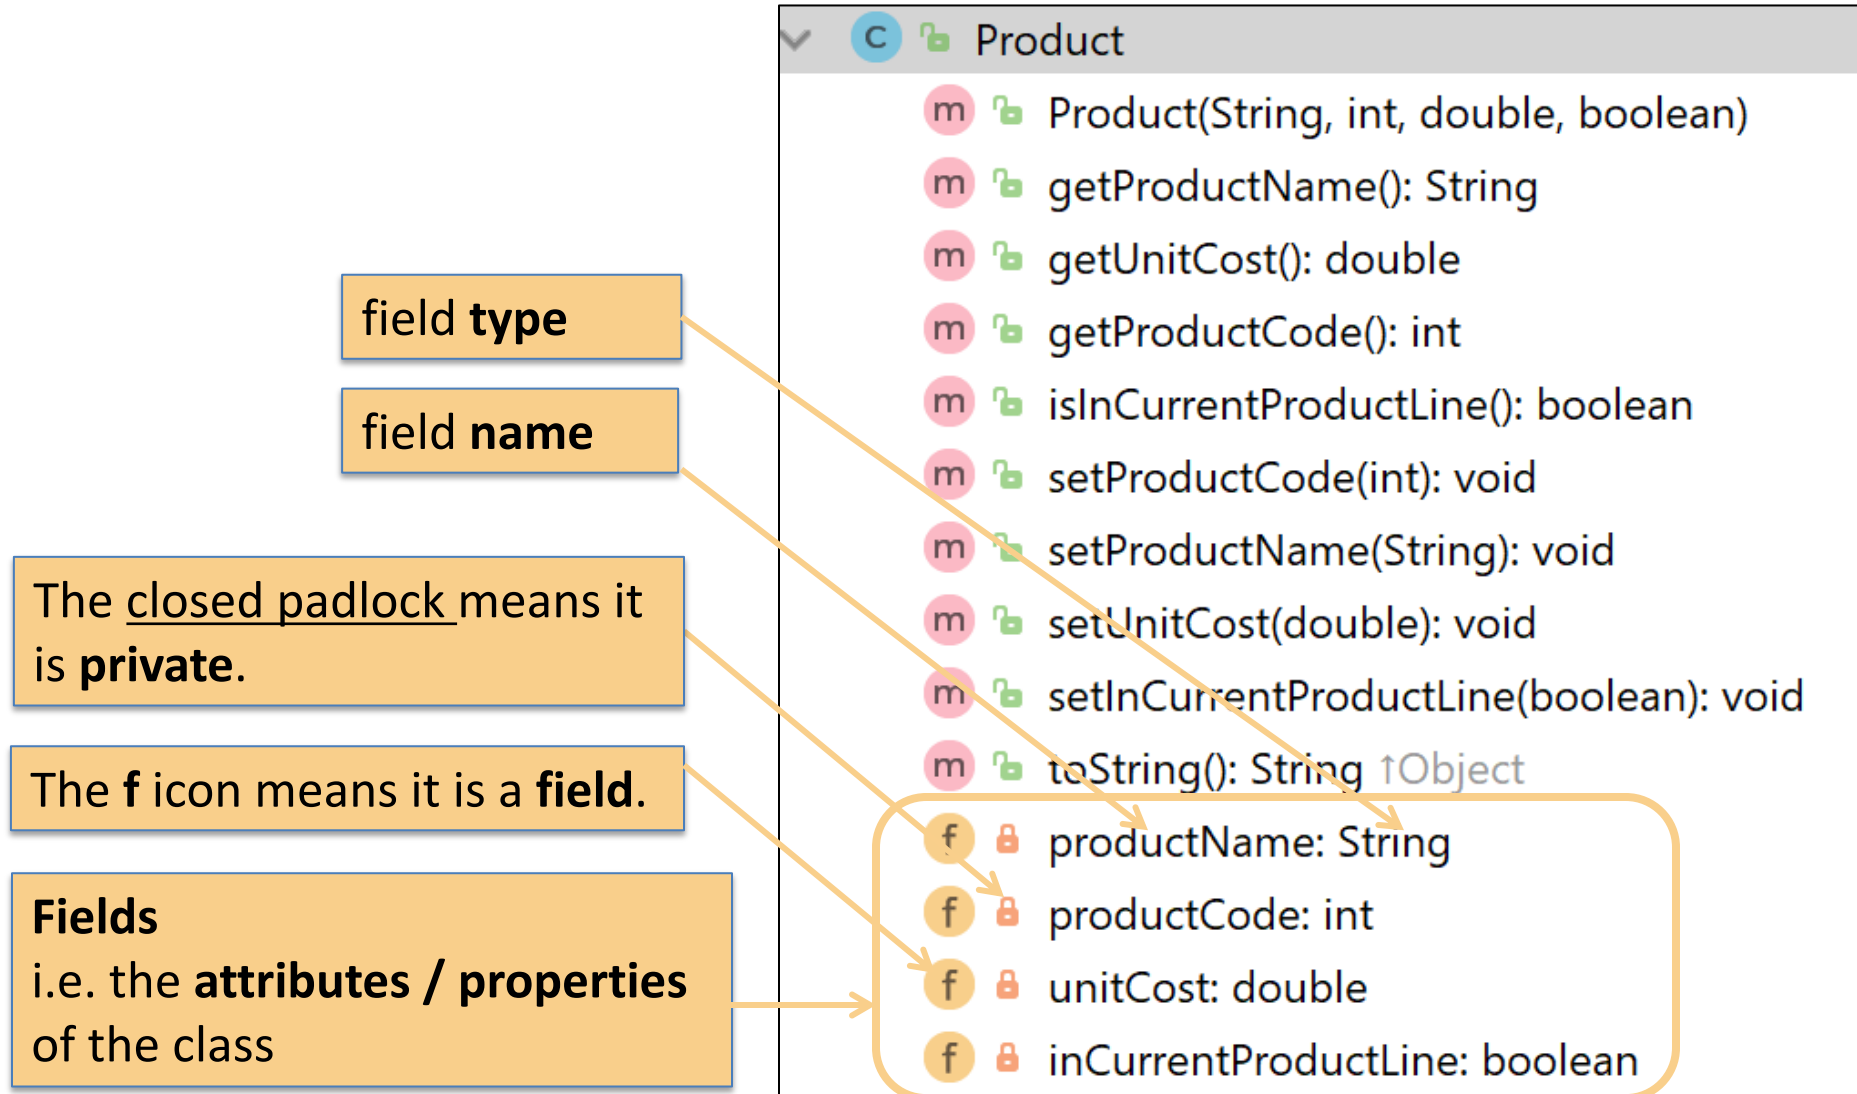 C Product
m Product(String, int, double, boolean)
m getProductName(): String
m getUnitCost(): double
m getProductCode(): int
m isInCurrentProductLine(): boolean
m setProductCode(int): void
m setProductName(String): void
m setUnitCost(double): void
m setInCurrentProductLine(boolean): void
m toString(): String ↑Object
f productName: String
f productCode: int
f unitCost: double
f inCurrentProductLine: boolean
field type
field name
The closed padlock means it
is private.
The f icon means it is a field.
Fields
i.e. the attributes / properties
of the class